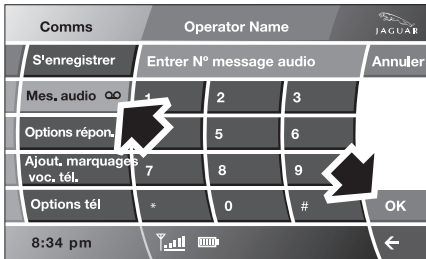 Comms Operator Name JAGUAR
S'enregistrer Entrer Nº message audio Annuler
Mes. audio 1 2 3
Options répon. 5 6
Ajout. marquages voc. tél. 7 8 9
Options tél * 0 # OK
8:34 pm